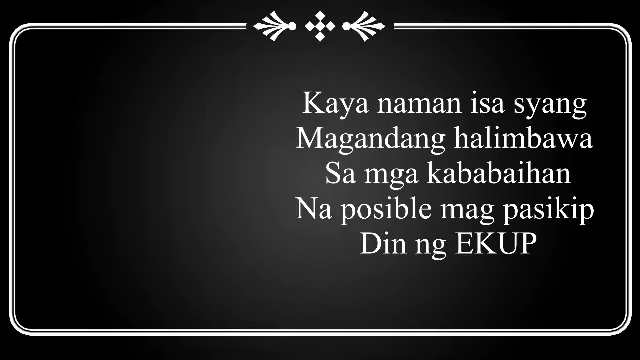 Kaya naman isa syang
Magandang halimbawa
Sa mga kababaihan
Na posible mag pasikip
Din ng EKUP